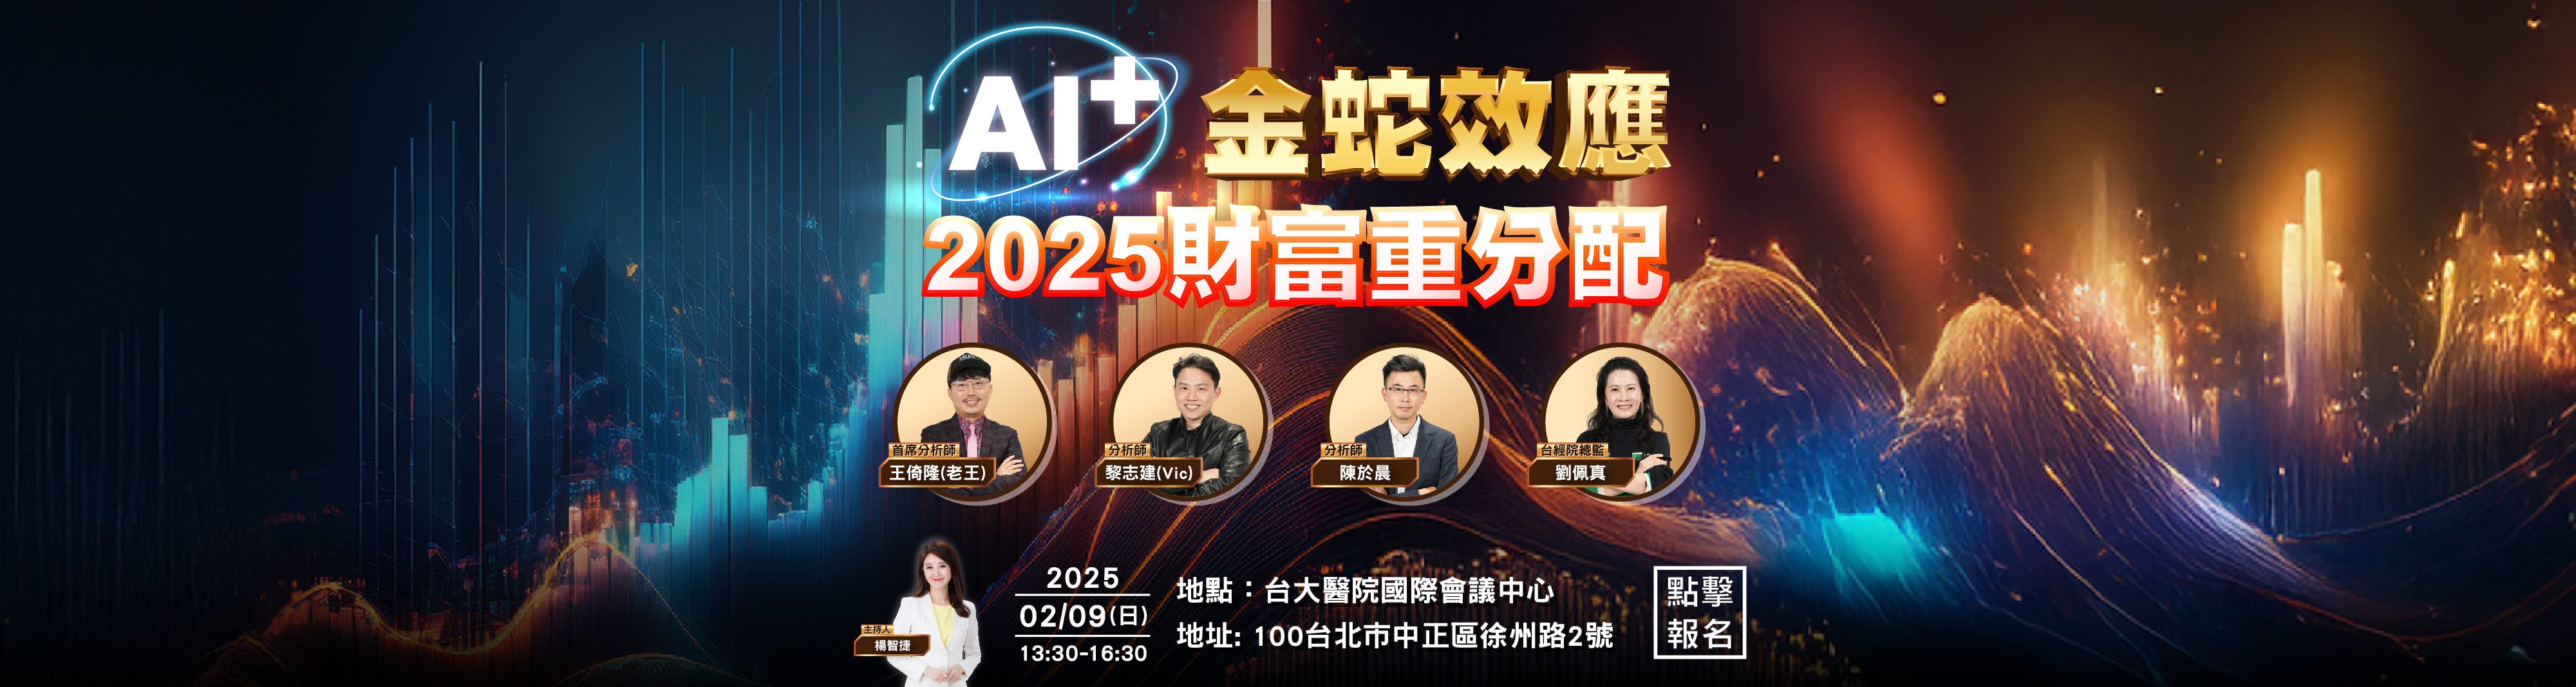 AI+ 金蛇效應
2025財富重分配
首席分析師
王倚隆(老王)
分析師
黎志建(Vic)
分析師
陳於晨
台經院總監
劉佩真
主持人
楊智捷
2025
02/09(日)
13:30-16:30
地點：台大醫院國際會議中心
地址: 100台北市中正區徐州路2號
點擊
報名